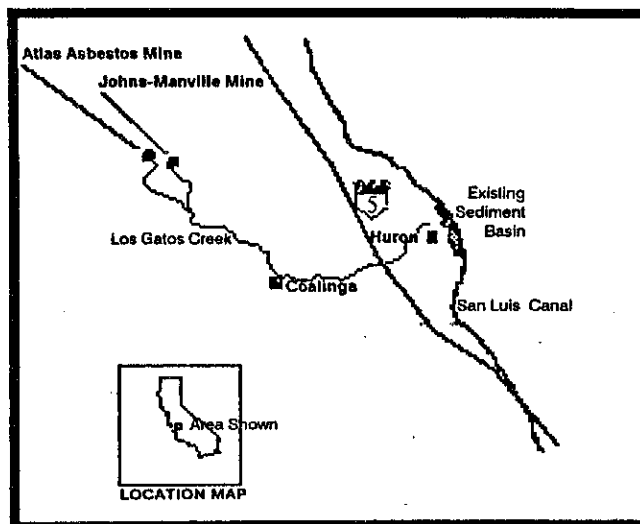 Atlas Asbestos Mine
Johns-Manville Mine
5
Existing
Sediment
Basin
Huron
Los Gatos Creek
Coalinga
San Luis Canal
Area Shown
LOCATION MAP